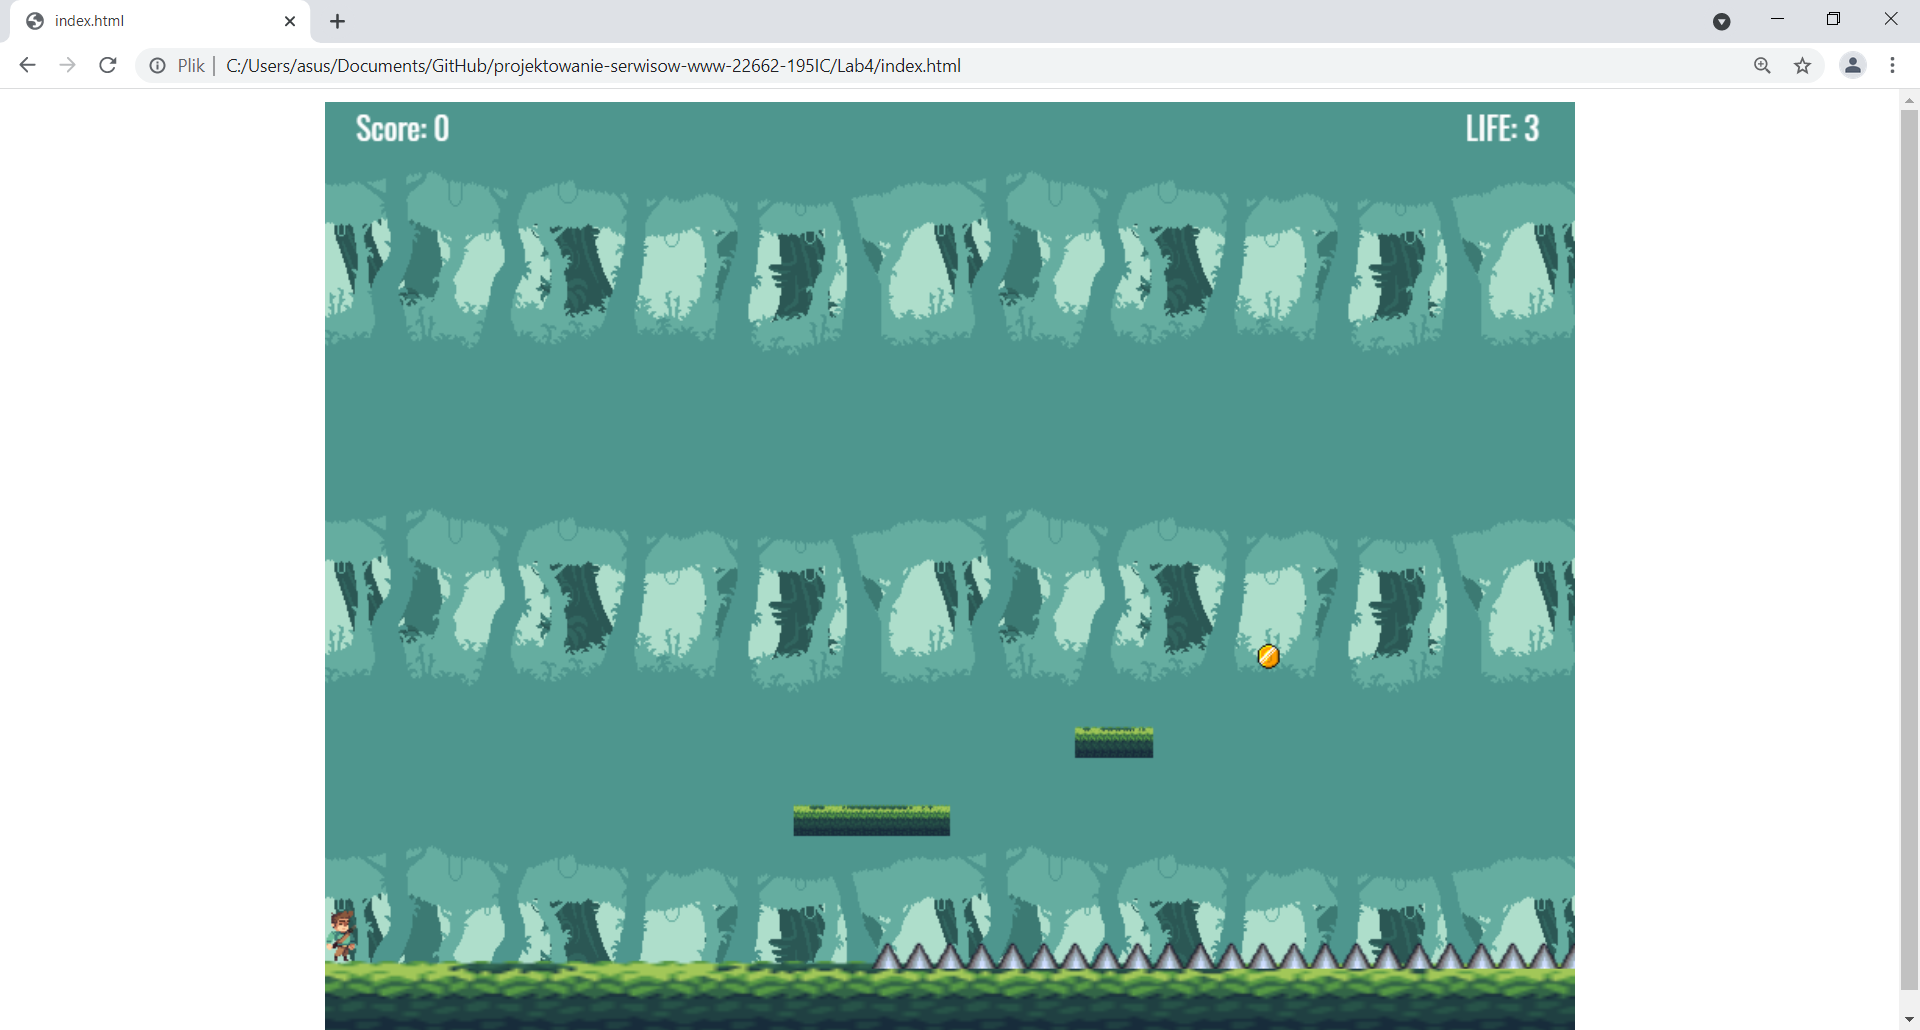 index.html
Plik | C:/Users/asus/Documents/GitHub/projektowanie-serwisow-www-22662-195IC/Lab4/index.html
Score: 0
LIFE: 3